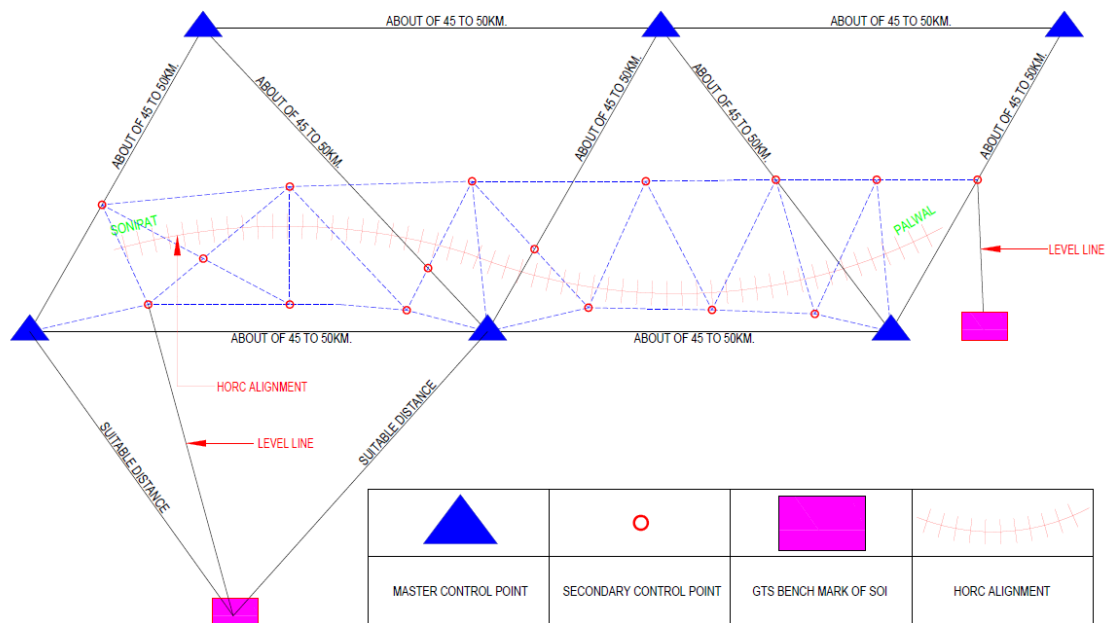 ABOUT OF 45 TO 50KM.
ABOUT OF 45 TO 50KM.
ABOUT OF 45 TO 50KM.
ABOUT OF 45 TO 50KM.
ABOUT OF 45 TO 50KM.
ABOUT OF 45 TO 50KM.
ABOUT OF 45 TO 50KM.
SONIRAT
PALWAL
LEVEL LINE
ABOUT OF 45 TO 50KM.
ABOUT OF 45 TO 50KM.
HORC ALIGNMENT
LEVEL LINE
SUITABLE DISTANCE
SUITABLE DISTANCE
MASTER CONTROL POINT
SECONDARY CONTROL POINT
GTS BENCH MARK OF SOI
HORC ALIGNMENT